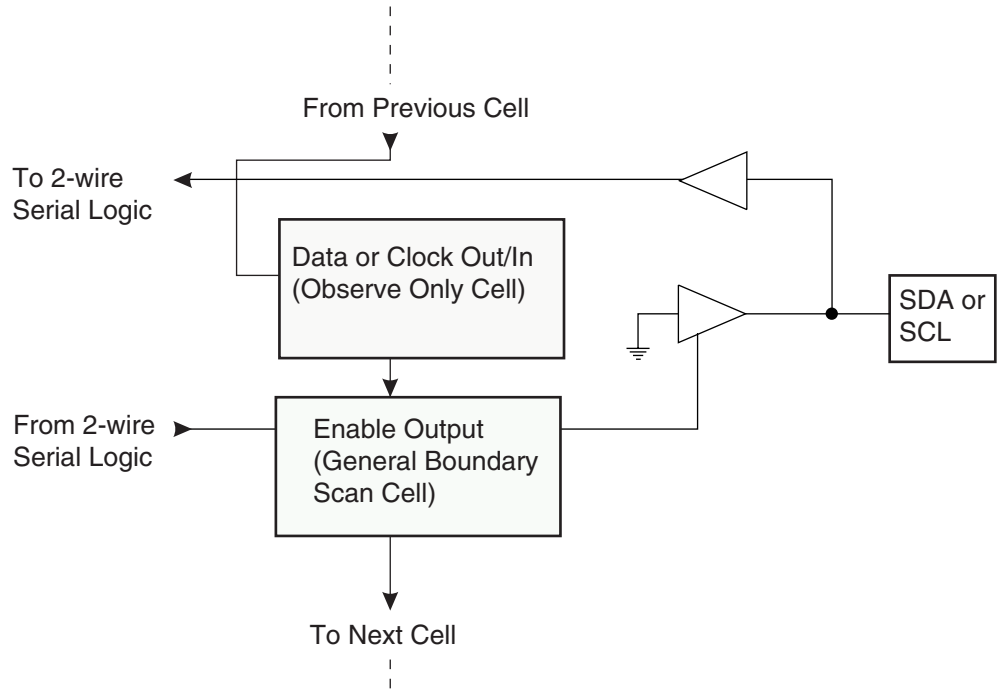 From Previous Cell
To 2-wire
Serial Logic
Data or Clock Out/In
(Observe Only Cell)
SDA or
SCL
From 2-wire
Serial Logic
Enable Output
(General Boundary
Scan Cell)
To Next Cell